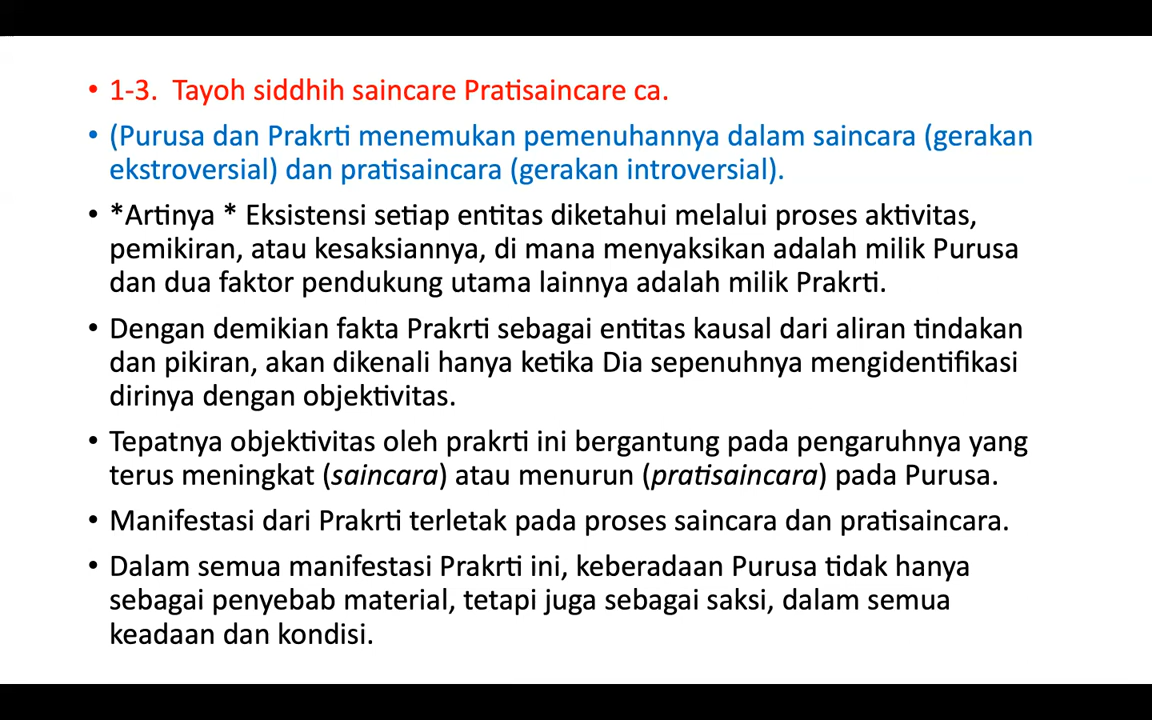 • 1-3. Tayoh siddhih saincare Pratisaincare ca.
• (Purusa dan Prakrti menemukan pemenuhannya dalam saincara (gerakan
ekstroversial) dan pratisaincara (gerakan introversial).
• *Artinya * Eksistensi setiap entitas diketahui melalui proses aktivitas,
pemikiran, atau kesaksiannya, di mana menyaksikan adalah milik Purusa
dan dua faktor pendukung utama lainnya adalah milik Prakrti.
• Dengan demikian fakta Prakrti sebagai entitas kausal dari aliran tindakan
dan pikiran, akan dikenali hanya ketika Dia sepenuhnya mengidentifikasi
dirinya dengan objektivitas.
• Tepatnya objektivitas oleh prakrti ini bergantung pada pengaruhnya yang
terus meningkat (saincara) atau menurun (pratisaincara) pada Purusa.
• Manifestasi dari Prakrti terletak pada proses saincara dan pratisaincara.
• Dalam semua manifestasi Prakrti ini, keberadaan Purusa tidak hanya
sebagai penyebab material, tetapi juga sebagai saksi, dalam semua
keadaan dan kondisi.